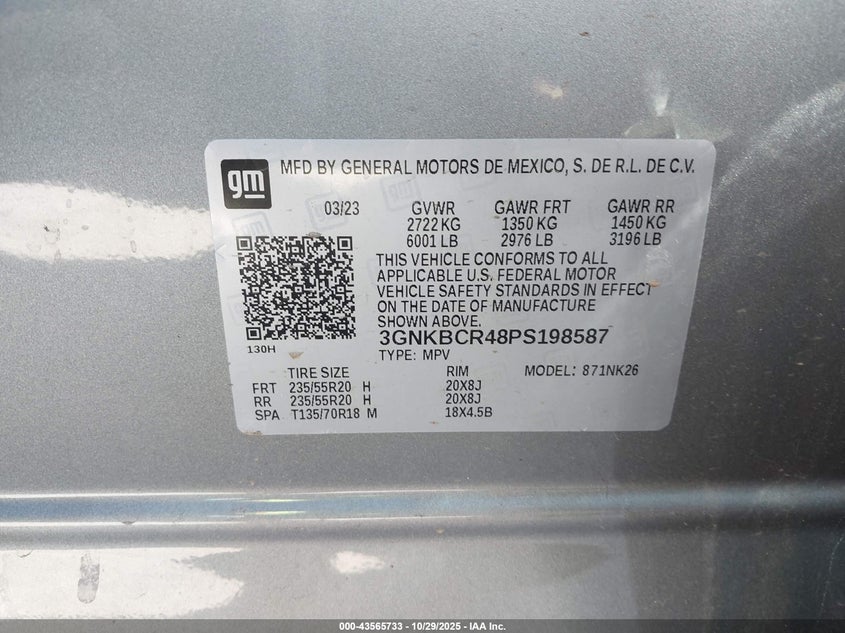 gm
MFD BY GENERAL MOTORS DE MEXICO, S. DE R.L. DE C.V.
03/23 GVWR GAWR FRT GAWR RR
2722 KG 1350 KG 1450 KG
6001 LB 2976 LB 3196 LB
THIS VEHICLE CONFORMS TO ALL
APPLICABLE U.S. FEDERAL MOTOR
VEHICLE SAFETY STANDARDS IN EFFECT
ON THE DATE OF MANUFACTURE
SHOWN ABOVE.
3GNKBCR48PS198587
130H
TYPE: MPV
TIRE SIZE RIM MODEL: 871NK26
FRT 235/55R20 H 20X8J
RR 235/55R20 H 20X8J
SPA T135/70R18 M 18X4.5B
000-43565733 - 10/29/2025 - IAA Inc.